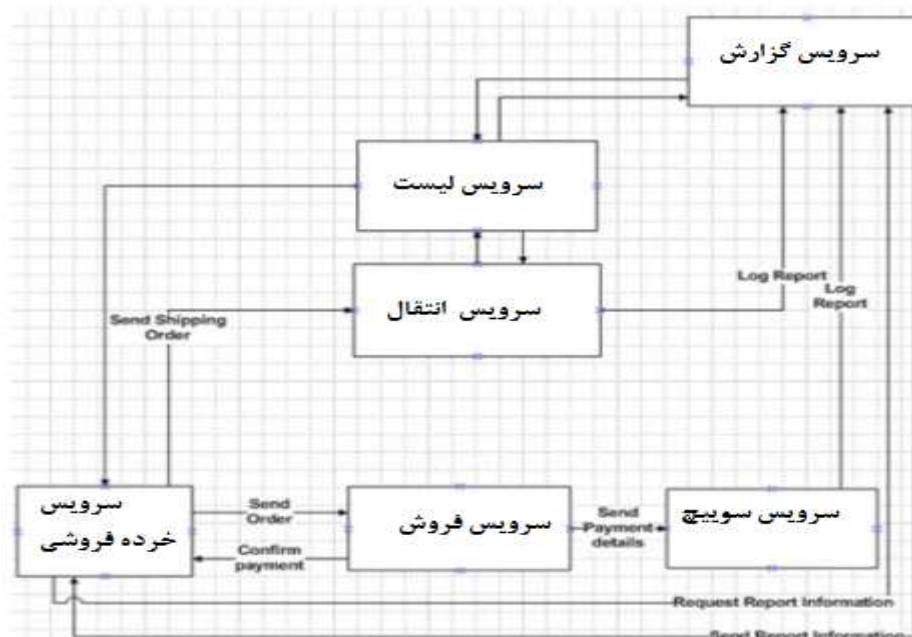 سرویس گزارش
سرویس لیست
سرویس انتقال
Log Report
Log
Report
Send Shipping
Order
سرویس
خرده فروشی
Send
Order
Confirm
payment
سرویس فروش
Send
Payment
details
سرویس سوییچ
Request Report Information
Send Report Information